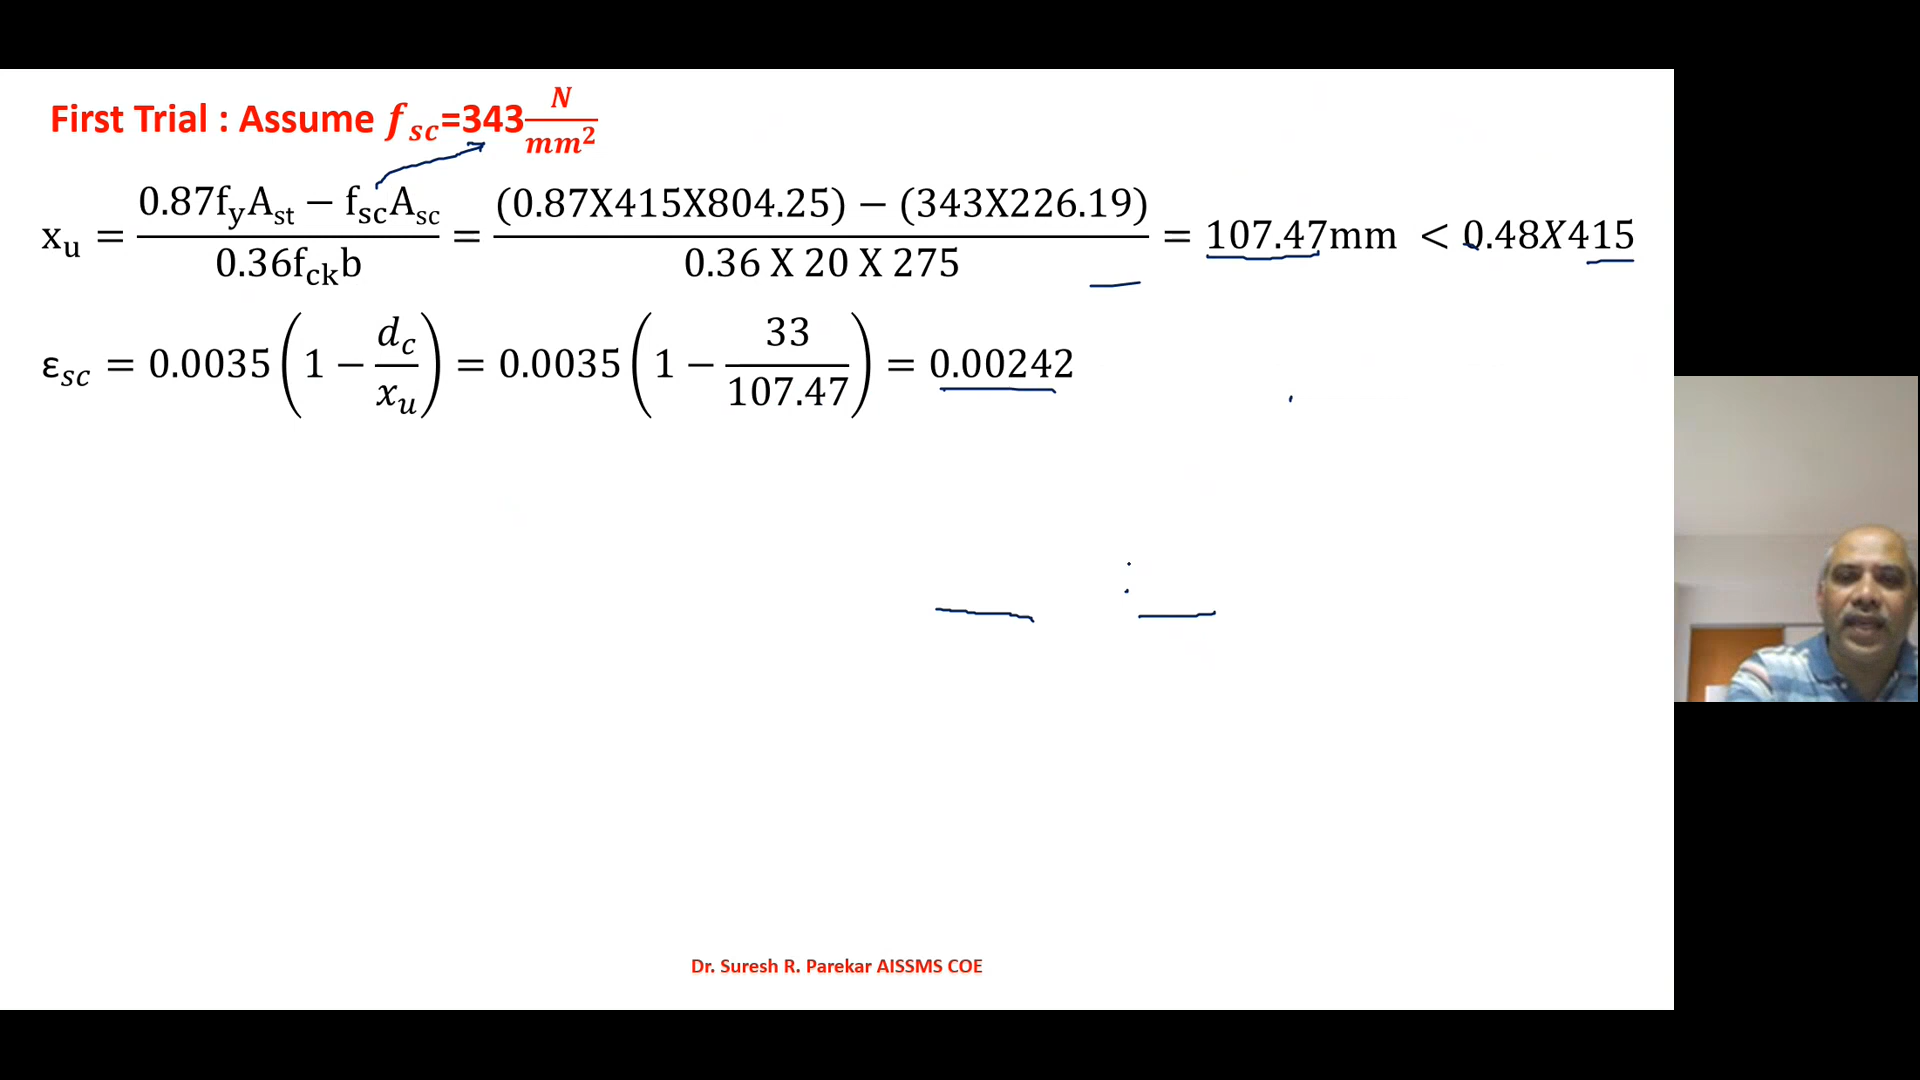 First Trial : Assume f_sc=343 N/mm²
x_u = (0.87f_yA_st − f_scA_sc)/(0.36f_ckb) = ((0.87X415X804.25) − (343X226.19))/(0.36 X 20 X 275) = 107.47mm < 0.48X415
ε_sc = 0.0035(1 − d_c/x_u) = 0.0035(1 − 33/107.47) = 0.00242
Dr. Suresh R. Parekar AISSMS COE